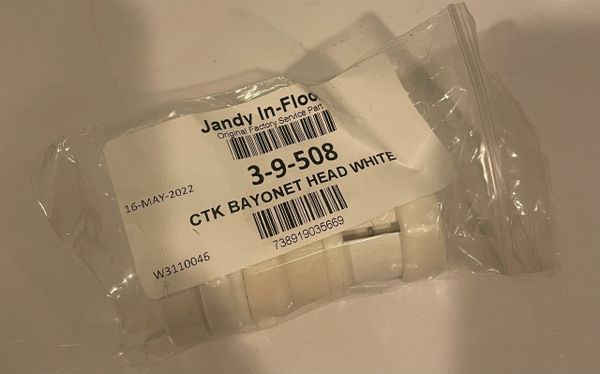 Jandy In-Floo
Original Factory Service Part
3-9-508
16-MAY-2022
CTK BAYONET HEAD WHITE
738919035669
W3110046